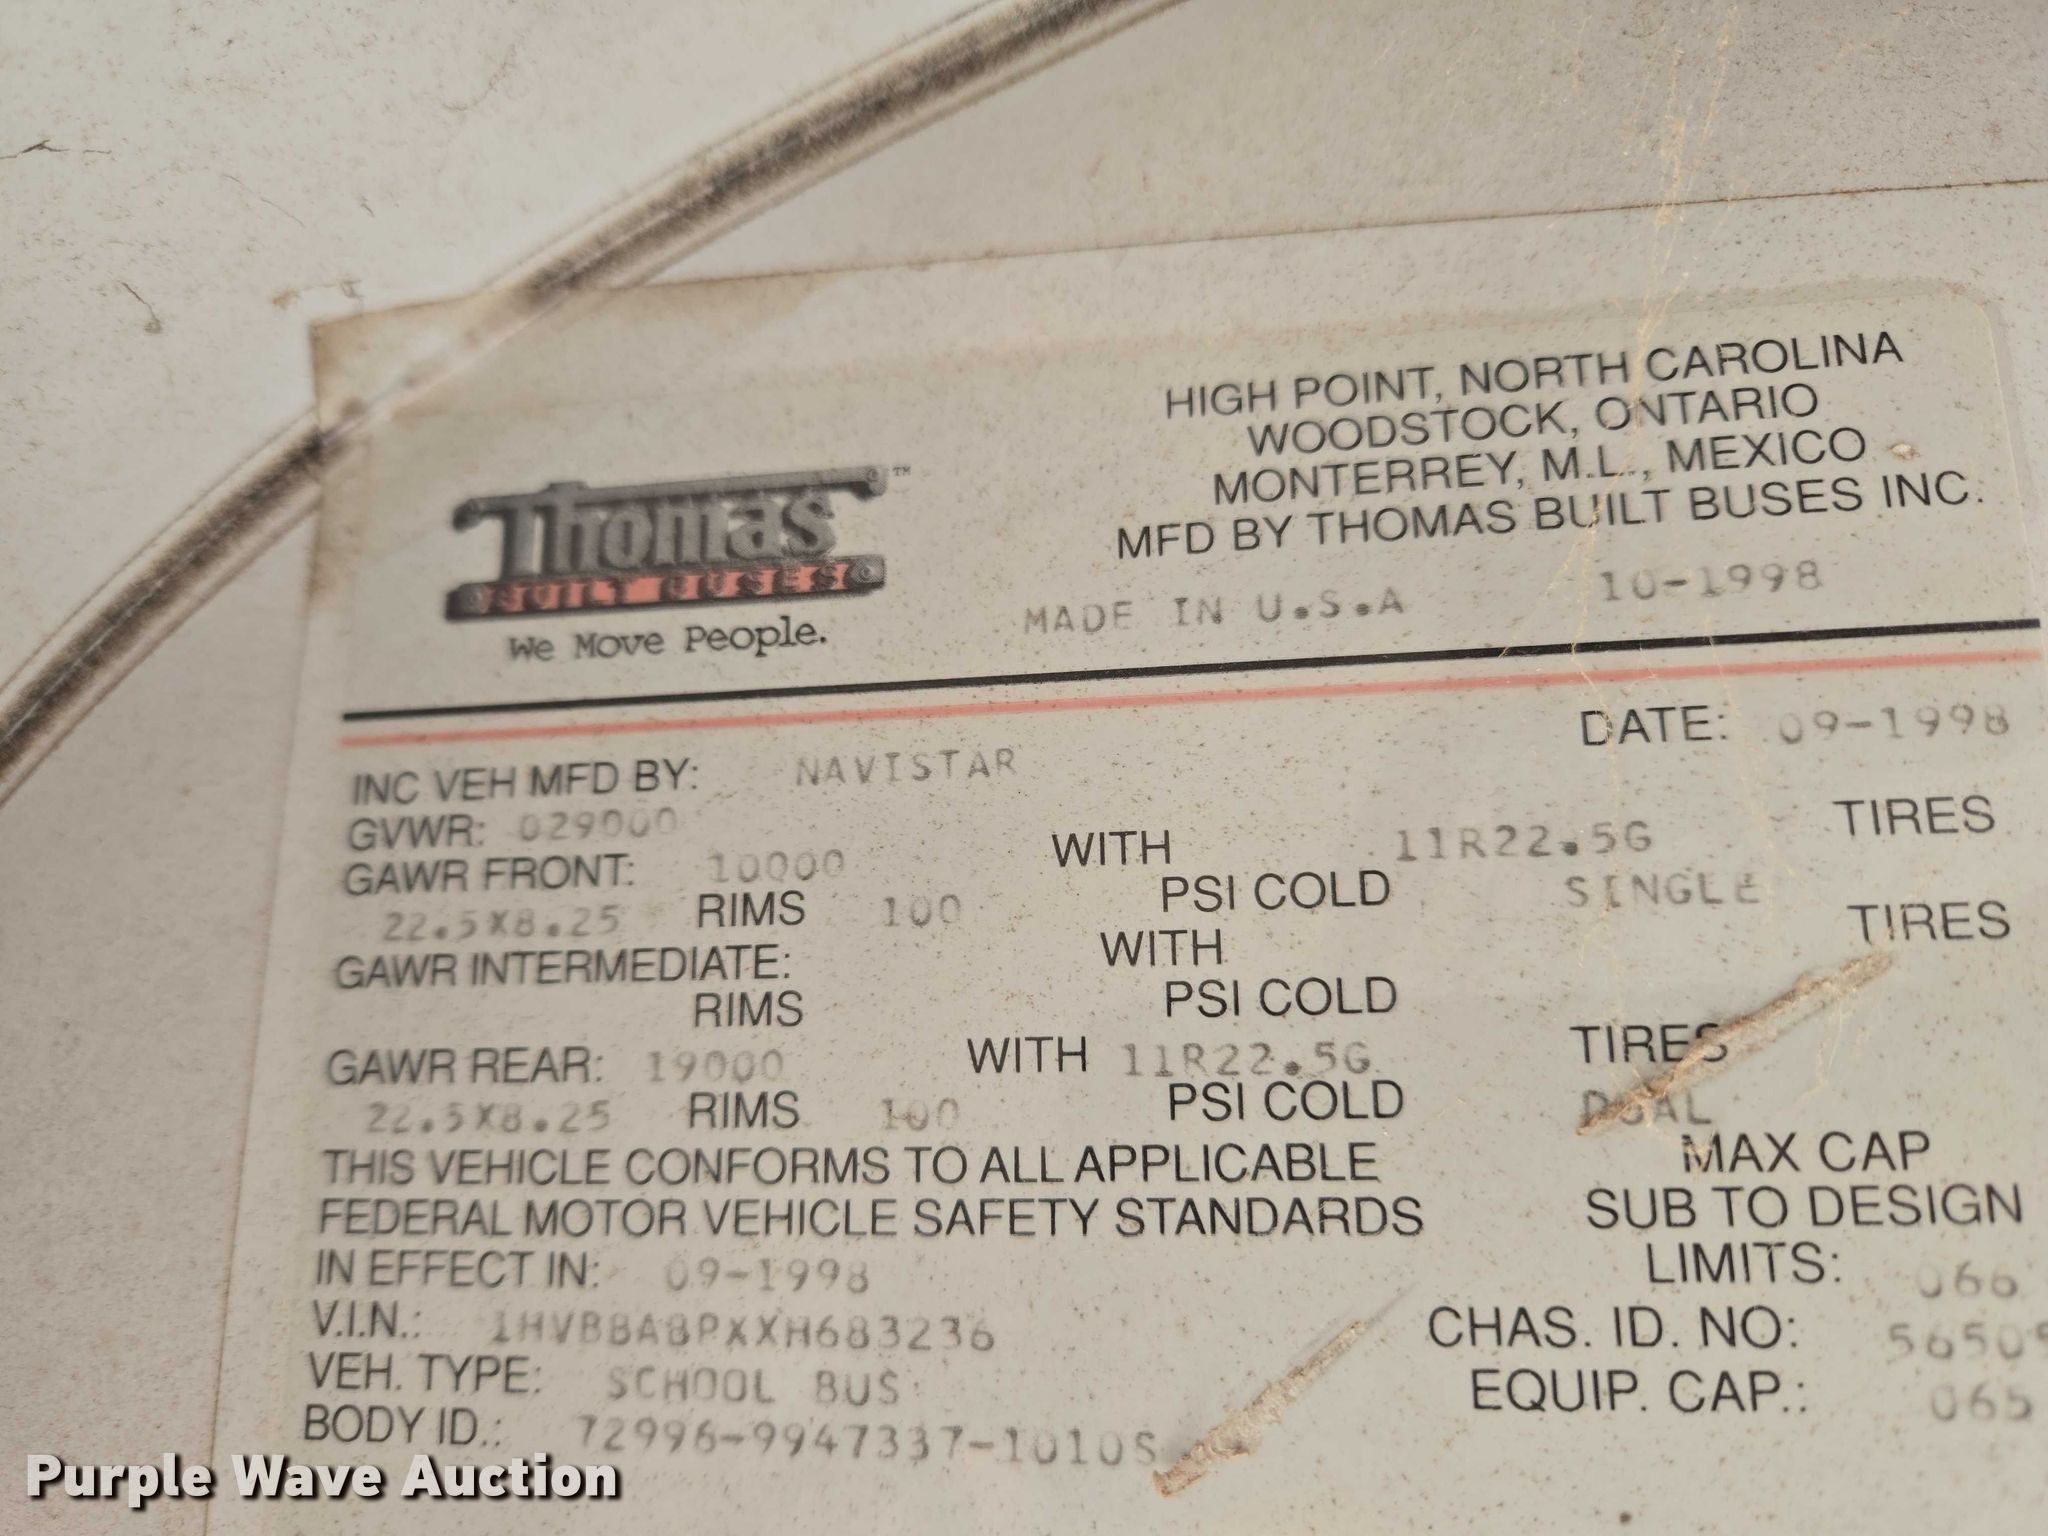 HIGH POINT, NORTH CAROLINA
WOODSTOCK, ONTARIO
MONTERREY, M.L., MEXICO
MFD BY THOMAS BUILT BUSES INC.
Thomas™
BUILT BUSES
We Move People.
MADE IN U.S.A 10-1998
DATE: 09-1998
INC VEH MFD BY: NAVISTAR
GVWR: 029000
GAWR FRONT: 10000 WITH 11R22.5G TIRES
22.5X8.25 RIMS 100 PSI COLD SINGLE
GAWR INTERMEDIATE: WITH TIRES
RIMS PSI COLD
GAWR REAR: 19000 WITH 11R22.5G TIRES
22.5X8.25 RIMS 100 PSI COLD DUAL
THIS VEHICLE CONFORMS TO ALL APPLICABLE
FEDERAL MOTOR VEHICLE SAFETY STANDARDS
IN EFFECT IN: 09-1998
MAX CAP
SUB TO DESIGN
LIMITS: 066
V.I.N.: 1HVBBABPXXH683236
CHAS. ID. NO:
VEH. TYPE: SCHOOL BUS
EQUIP. CAP.: 065
BODY ID.: 72996-9947337-1010S
Purple Wave Auction